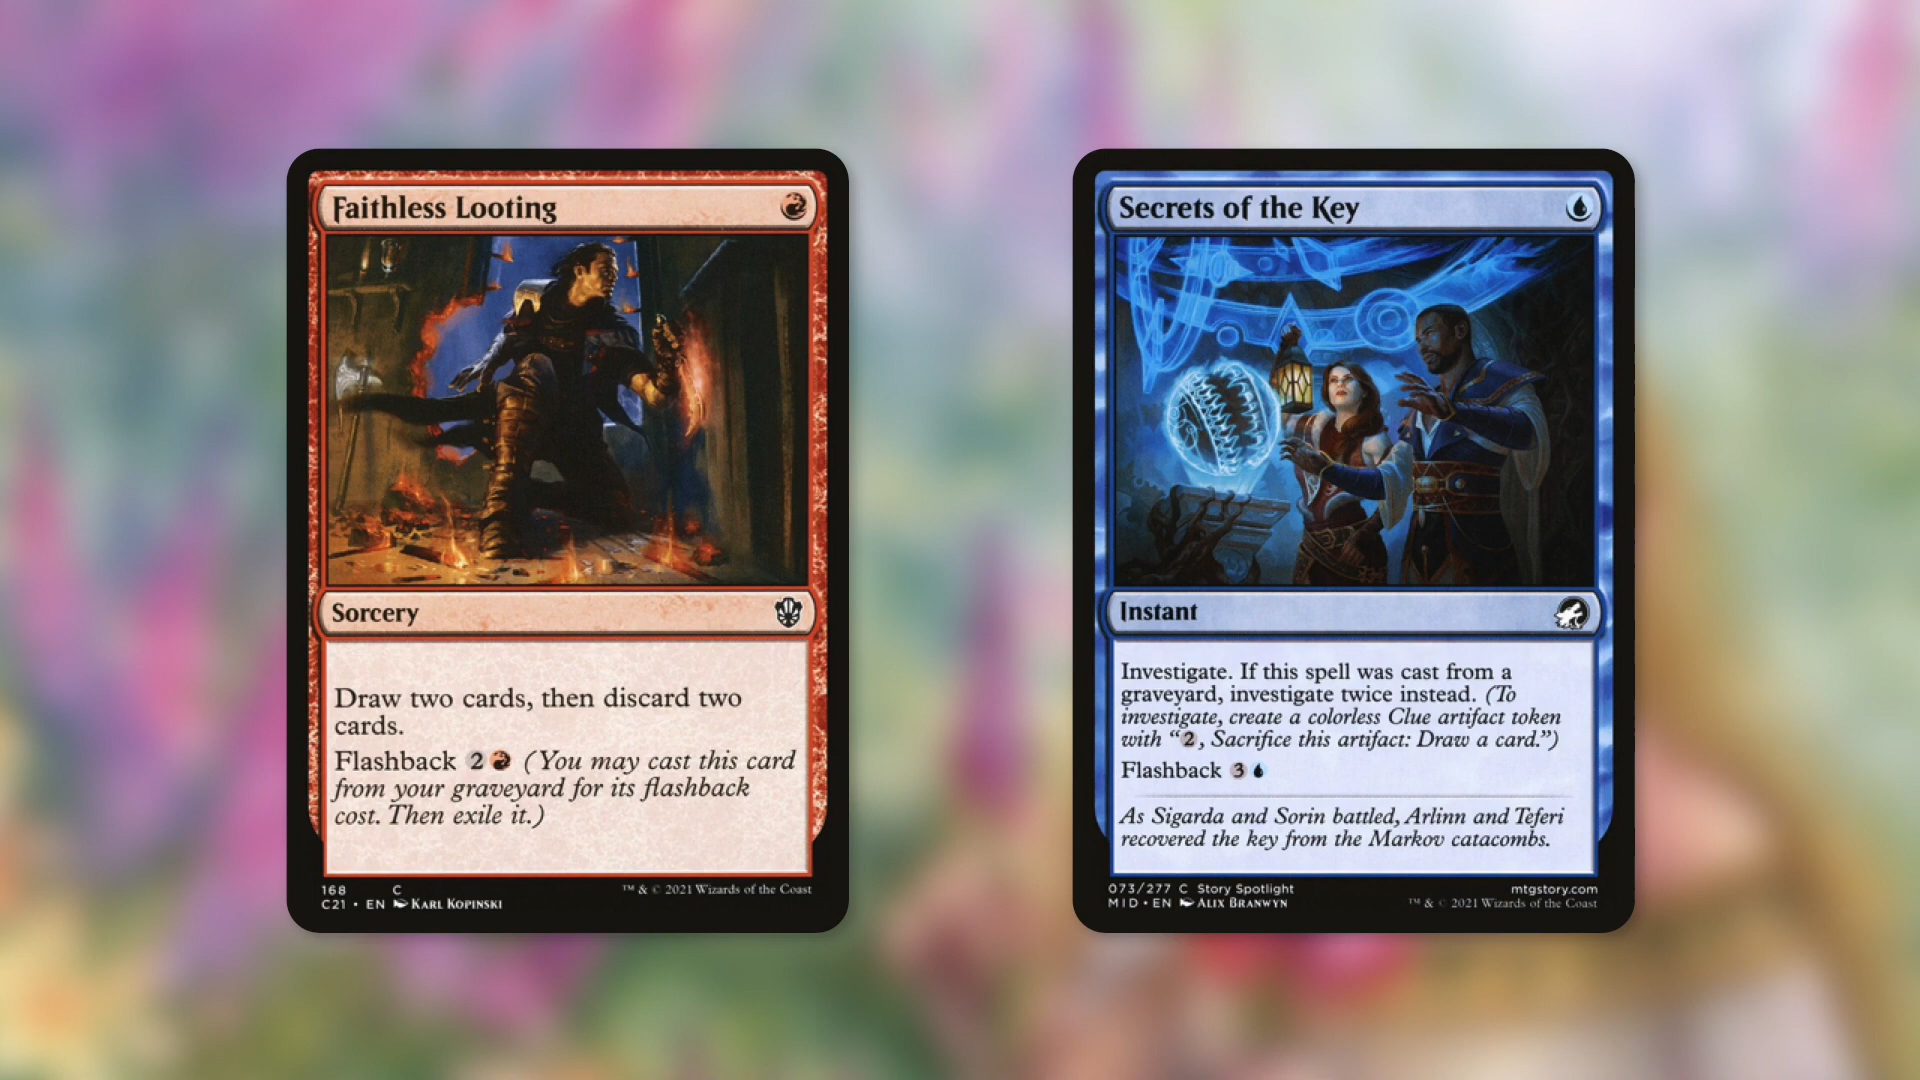 Faithless Looting
Sorcery
Draw two cards, then discard two
cards.
Flashback 2 (You may cast this card
from your graveyard for its flashback
cost. Then exile it.)
168 C
C21 • EN KARL KOPINSKI
™ & © 2021 Wizards of the Coast
Secrets of the Key
Instant
Investigate. If this spell was cast from a
graveyard, investigate twice instead. (To
investigate, create a colorless Clue artifact token
with “2, Sacrifice this artifact: Draw a card.”)
Flashback 3
As Sigarda and Sorin battled, Arlinn and Teferi
recovered the key from the Markov catacombs.
073/277 C Story Spotlight
MID • EN ALIX BRANWYN
mtgstory.com
™ & © 2021 Wizards of the Coast